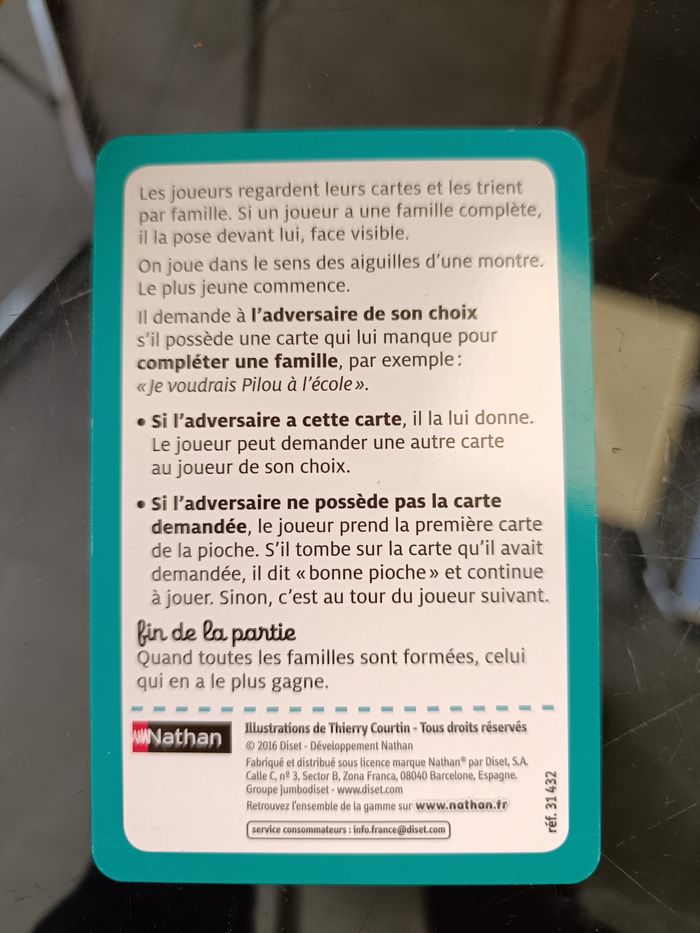 Les joueurs regardent leurs cartes et les trient
par famille. Si un joueur a une famille complète,
il la pose devant lui, face visible.
On joue dans le sens des aiguilles d'une montre.
Le plus jeune commence.
Il demande à l'adversaire de son choix
s'il possède une carte qui lui manque pour
compléter une famille, par exemple :
« Je voudrais Pilou à l'école ».
• Si l'adversaire a cette carte, il la lui donne.
Le joueur peut demander une autre carte
au joueur de son choix.
• Si l'adversaire ne possède pas la carte
demandée, le joueur prend la première carte
de la pioche. S'il tombe sur la carte qu'il avait
demandée, il dit « bonne pioche » et continue
à jouer. Sinon, c'est au tour du joueur suivant.
fin de la partie
Quand toutes les familles sont formées, celui
qui en a le plus gagne.
Nathan
Illustrations de Thierry Courtin - Tous droits réservés
© 2016 Diset - Développement Nathan
Fabriqué et distribué sous licence marque Nathan® par Diset, S.A.
Calle C, nº 3, Sector B, Zona Franca, 08040 Barcelone, Espagne.
Groupe Jumbodiset - www.diset.com
Retrouvez l'ensemble de la gamme sur www.nathan.fr
service consommateurs : info.france@diset.com
réf. 31 432